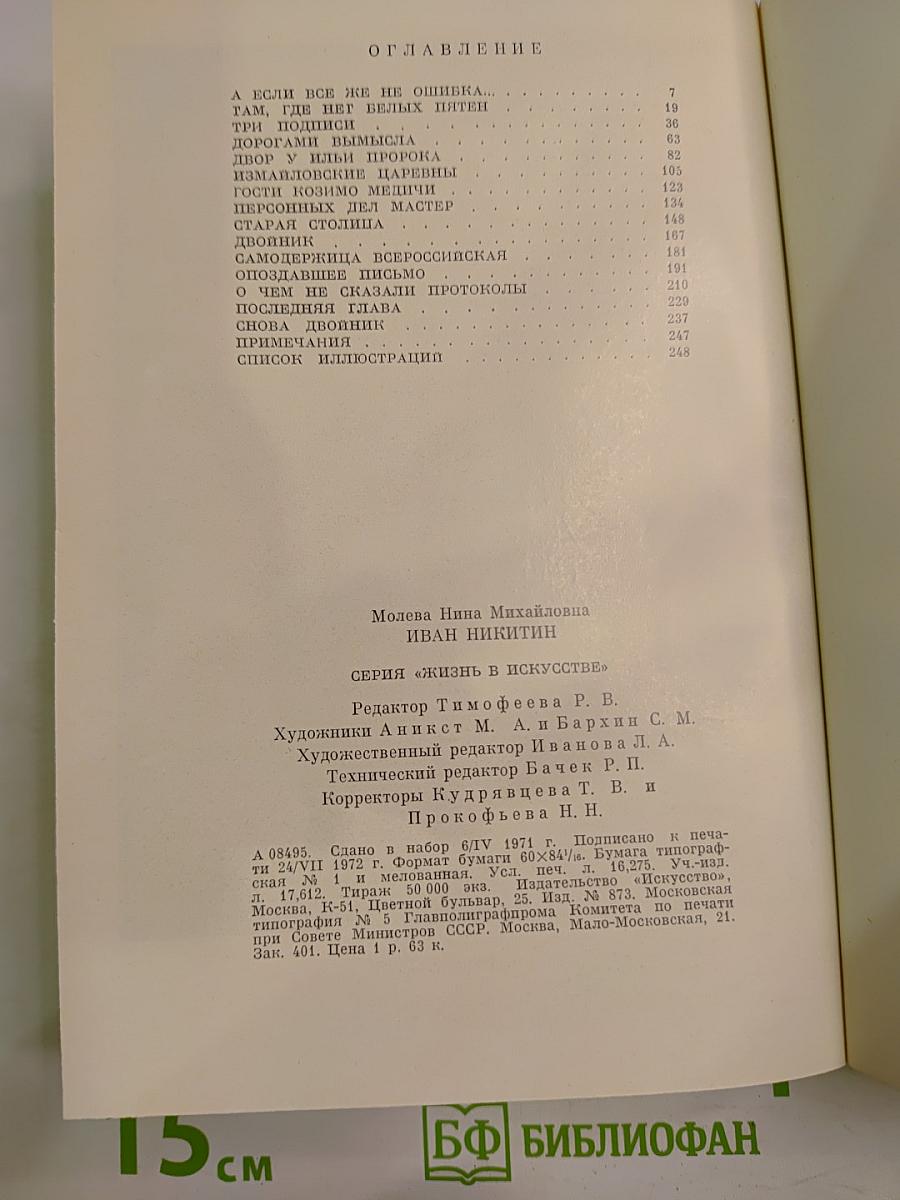 ОГЛАВЛЕНИЕ
А ЕСЛИ ВСЕ ЖЕ НЕ ОШИБКА... . . . . . . . . . 7
ТАМ, ГДЕ НЕТ БЕЛЫХ ПЯТЕН . . . . . . . . 19
ТРИ ПОДПИСИ . . . . . . . . . . . . . 36
ДОРОГАМИ ВЫМЫСЛА . . . . . . . . . . 63
ДВОР У ИЛЬИ ПРОРОКА . . . . . . . . . 82
ИЗМАЙЛОВСКИЕ ЦАРЕВНЫ . . . . . . . . 105
ГОСТИ КОЗИМО МЕДИЧИ . . . . . . . . . 123
ПЕРСОННЫХ ДЕЛ МАСТЕР . . . . . . . . 134
СТАРАЯ СТОЛИЦА . . . . . . . . . . . 148
ДВОЙНИК . . . . . . . . . . . . . . 167
САМОДЕРЖИЦА ВСЕРОССИЙСКАЯ . . . . . . 181
ОПОЗДАВШЕЕ ПИСЬМО . . . . . . . . . . 191
О ЧЕМ НЕ СКАЗАЛИ ПРОТОКОЛЫ . . . . . . 210
ПОСЛЕДНЯЯ ГЛАВА . . . . . . . . . . . 229
СНОВА ДВОЙНИК . . . . . . . . . . . . 237
ПРИМЕЧАНИЯ . . . . . . . . . . . . . 247
СПИСОК ИЛЛЮСТРАЦИЙ . . . . . . . . . 248
Молева Нина Михайловна
ИВАН НИКИТИН
СЕРИЯ «ЖИЗНЬ В ИСКУССТВЕ»
Редактор Тимофеева Р. В.
Художники Аникст М. А. и Бархин С. М.
Художественный редактор Иванова Л. А.
Технический редактор Бачек Р. П.
Корректоры Кудрявцева Т. В. и
Прокофьева Н. Н.
А 08495. Сдано в набор 6/IV 1971 г. Подписано к печа-
ти 24/VII 1972 г. Формат бумаги 60×84¹/₁₆. Бумага типограф-
ская № 1 и мелованная. Усл. печ. л. 16,275. Уч.-изд.
л. 17,612. Тираж 50 000 экз. Издательство «Искусство»,
Москва, К-51, Цветной бульвар, 25. Изд. № 873. Московская
типография № 5 Главполиграфпрома Комитета по печати
при Совете Министров СССР. Москва, Мало-Московская, 21.
Зак. 401. Цена 1 р. 63 к.
15 см
БФ БИБЛИОФАН